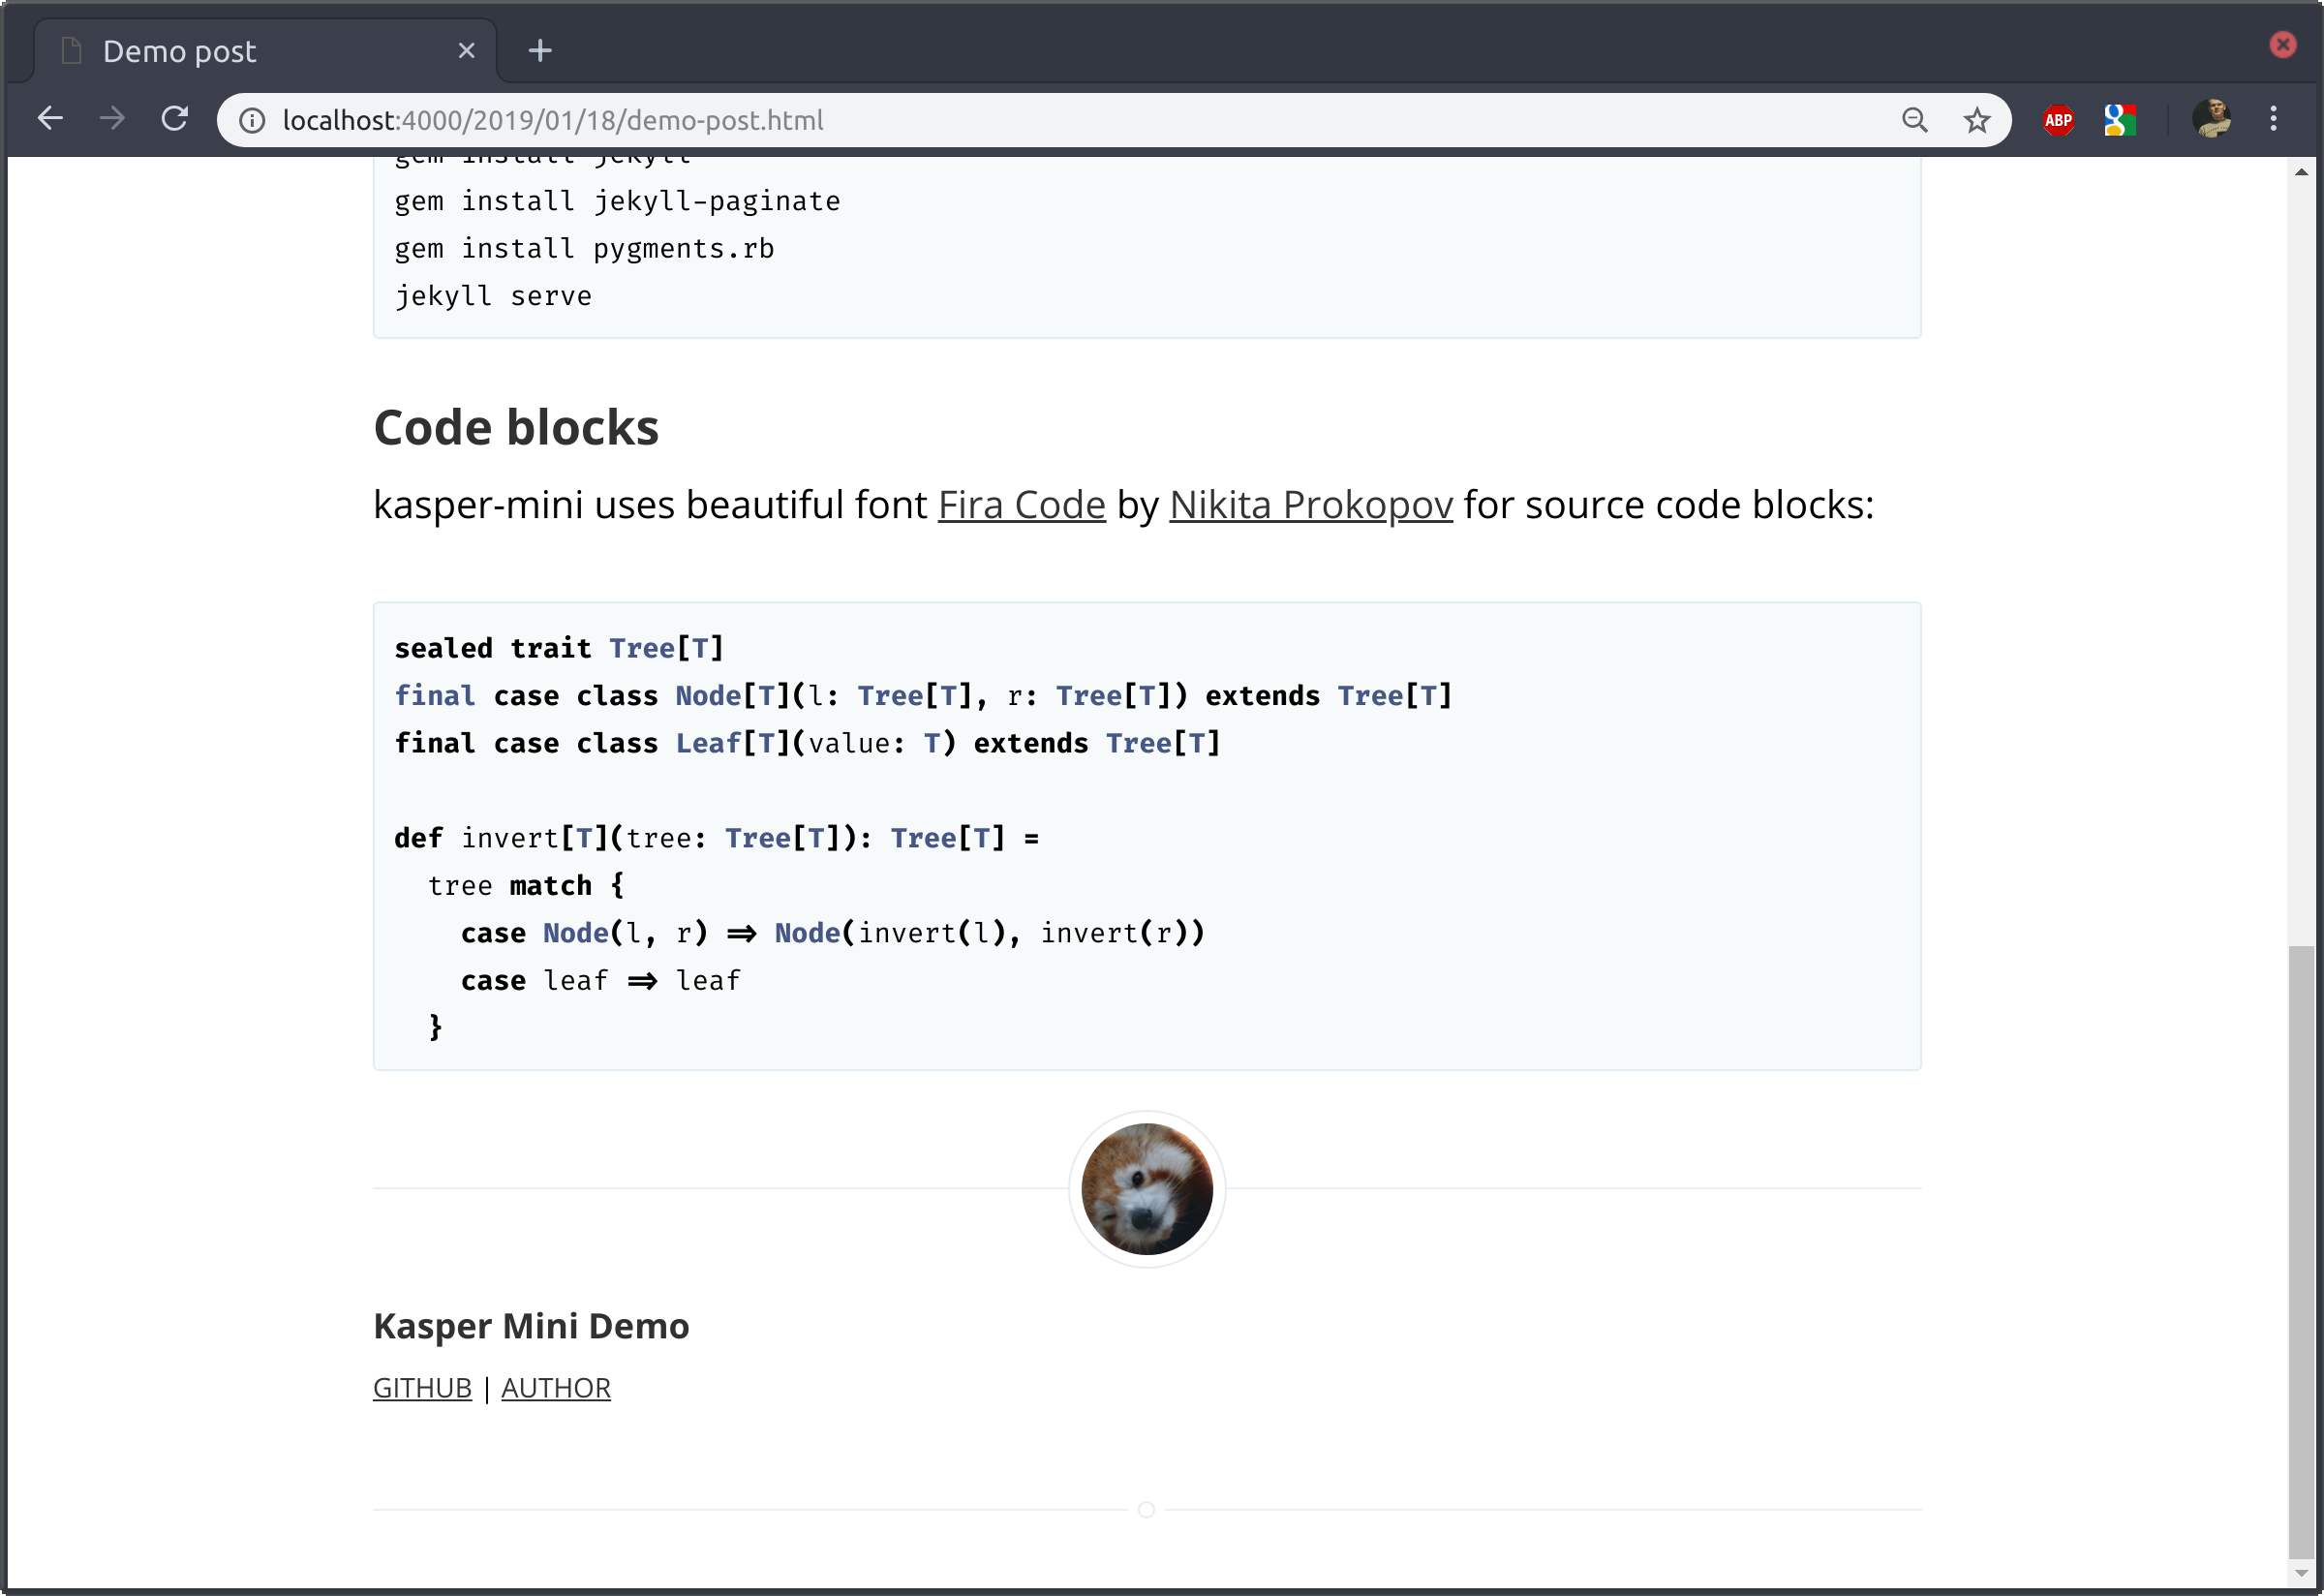 Demo post
localhost:4000/2019/01/18/demo-post.html
ABP
gem install jekyll
gem install jekyll-paginate
gem install pygments.rb
jekyll serve
Code blocks
kasper-mini uses beautiful font Fira Code by Nikita Prokopov for source code blocks:
sealed trait Tree[T]
final case class Node[T](l: Tree[T], r: Tree[T]) extends Tree[T]
final case class Leaf[T](value: T) extends Tree[T]
def invert[T](tree: Tree[T]): Tree[T] =
  tree match {
    case Node(l, r) => Node(invert(l), invert(r))
    case leaf => leaf
  }
Kasper Mini Demo
GITHUB | AUTHOR